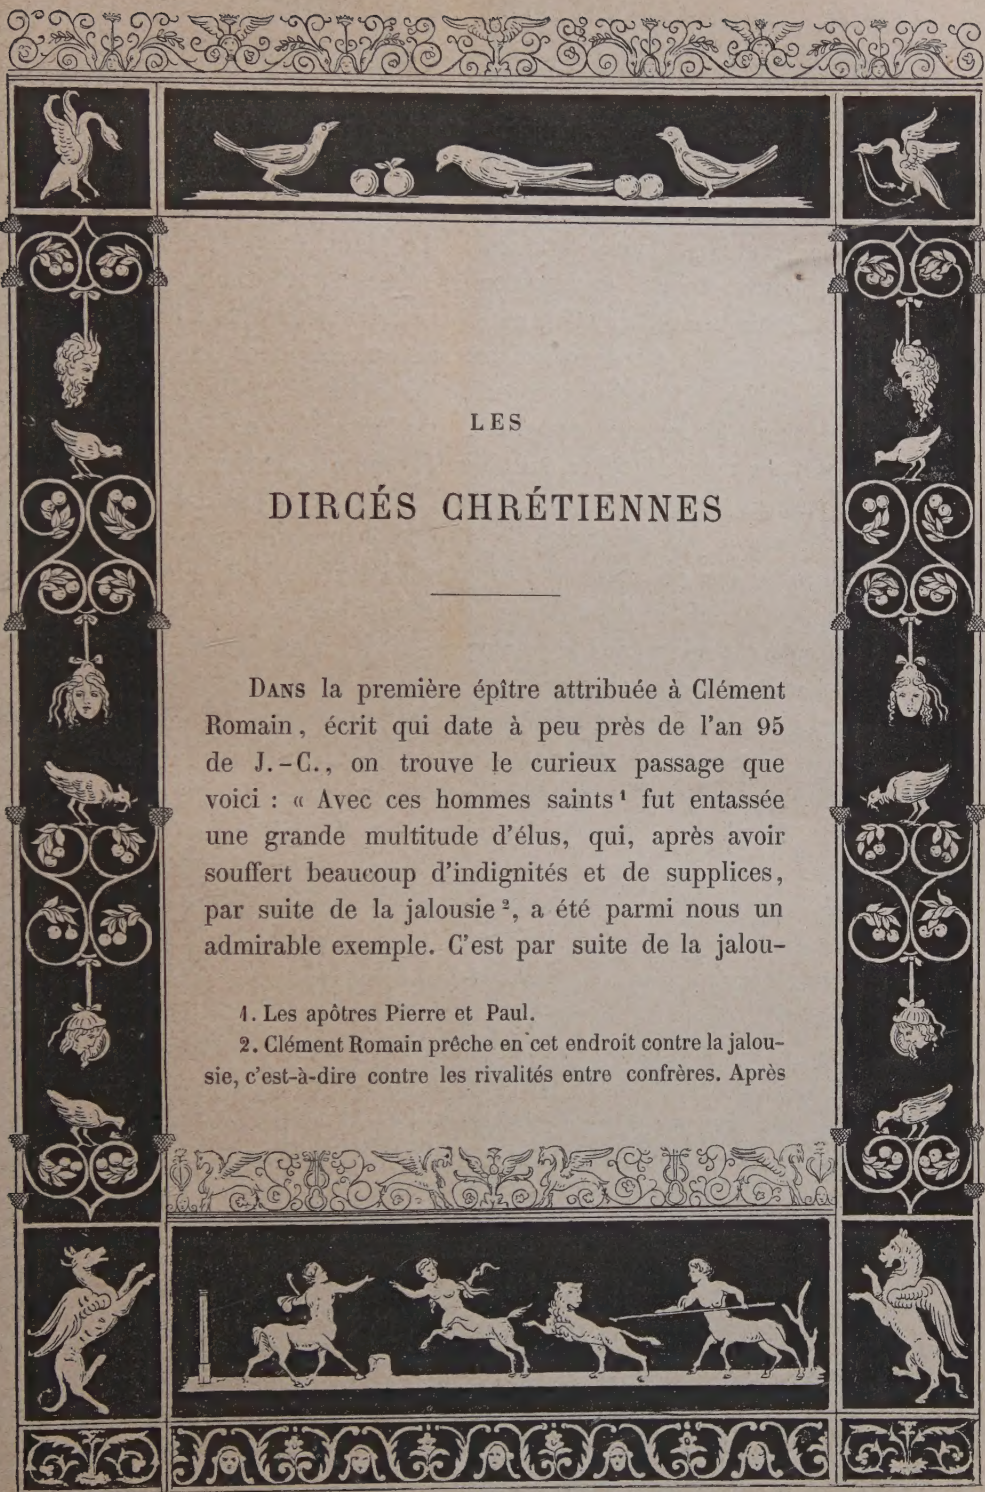 LES
DIRCÉS CHRÉTIENNES
DANS la première épître attribuée à Clément
Romain, écrit qui date à peu près de l'an 95
de J.-C., on trouve le curieux passage que
voici : « Avec ces hommes saints¹ fut entassée
une grande multitude d'élus, qui, après avoir
souffert beaucoup d'indignités et de supplices,
par suite de la jalousie², a été parmi nous un
admirable exemple. C'est par suite de la jalou-
1. Les apôtres Pierre et Paul.
2. Clément Romain prêche en cet endroit contre la jalou-
sie, c'est-à-dire contre les rivalités entre confrères. Après